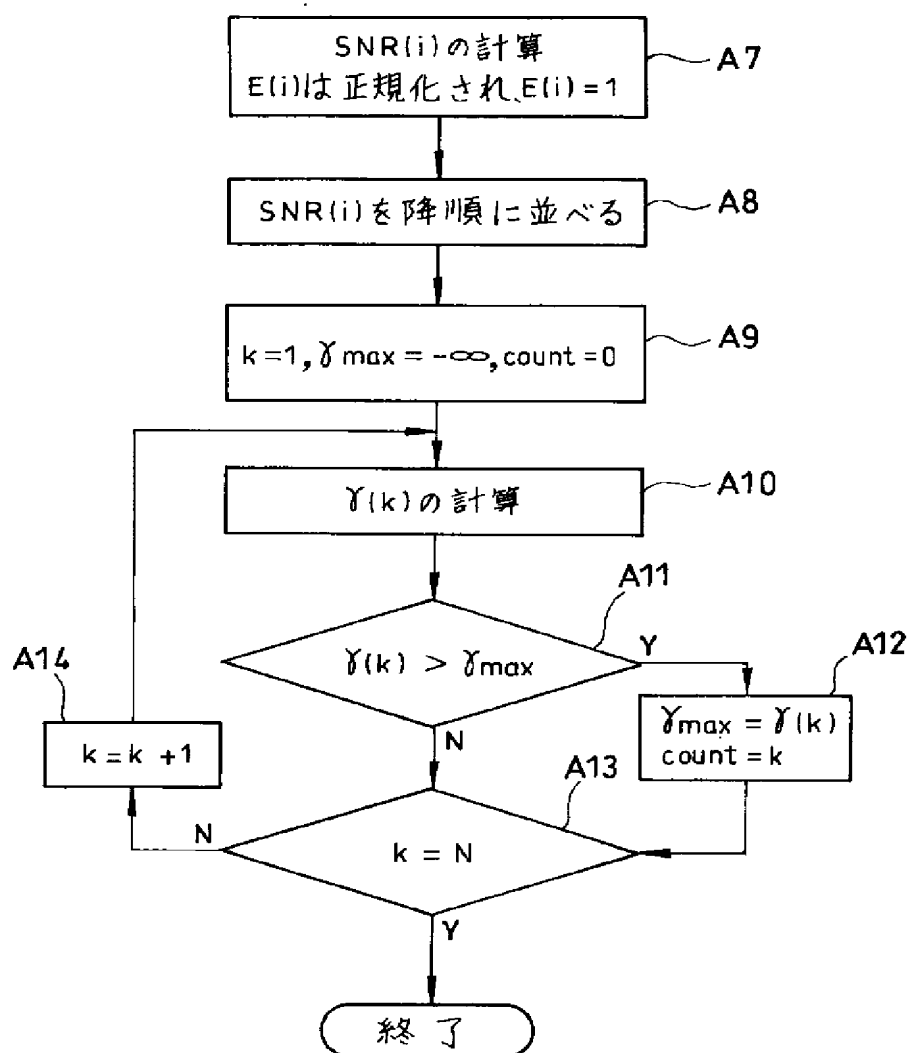 SNR(i)の計算
E(i)は正規化され、E(i)=1
A7
SNR(i)を降順に並べる
A8
k=1, γmax = -∞, count=0
A9
γ(k)の計算
A10
A11
γ(k) > γmax
Y
N
A12
γmax = γ(k)
count=k
A14
k=k+1
A13
k = N
N
Y
終了